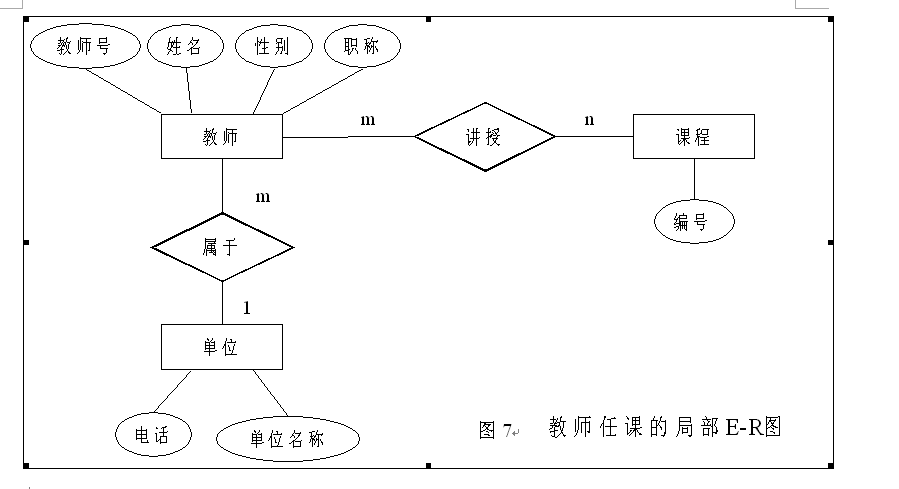 教师号 姓名 性别 职称
教师 m 讲授 n 课程
m
编号
属于
1
单位
电话 单位名称
图 7 教师任课的局部E-R图